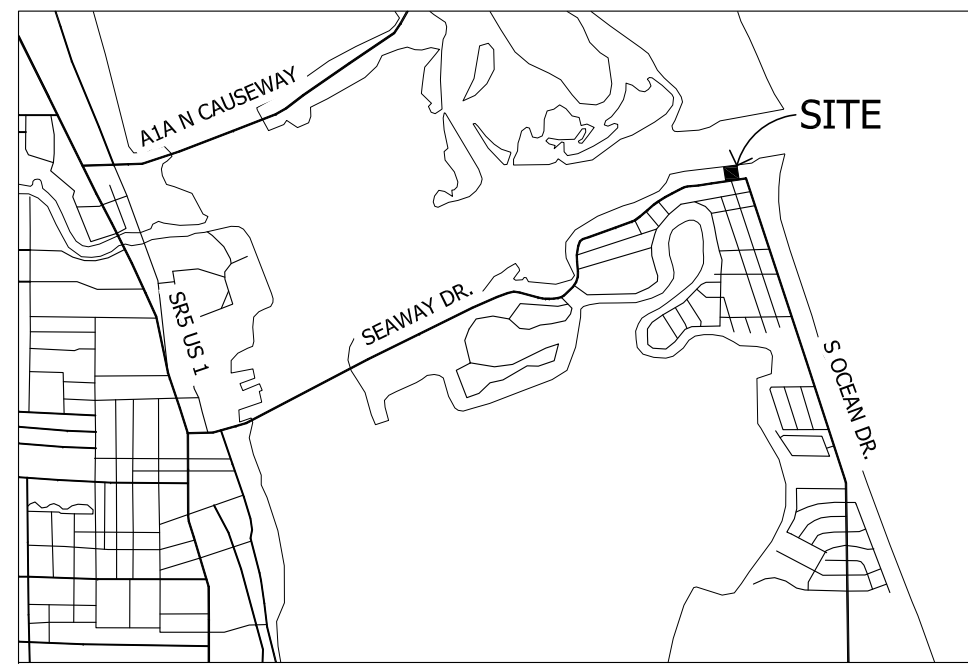 A1A N CAUSEWAY
SITE
SEAWAY DR.
SR5 US 1
S OCEAN DR.